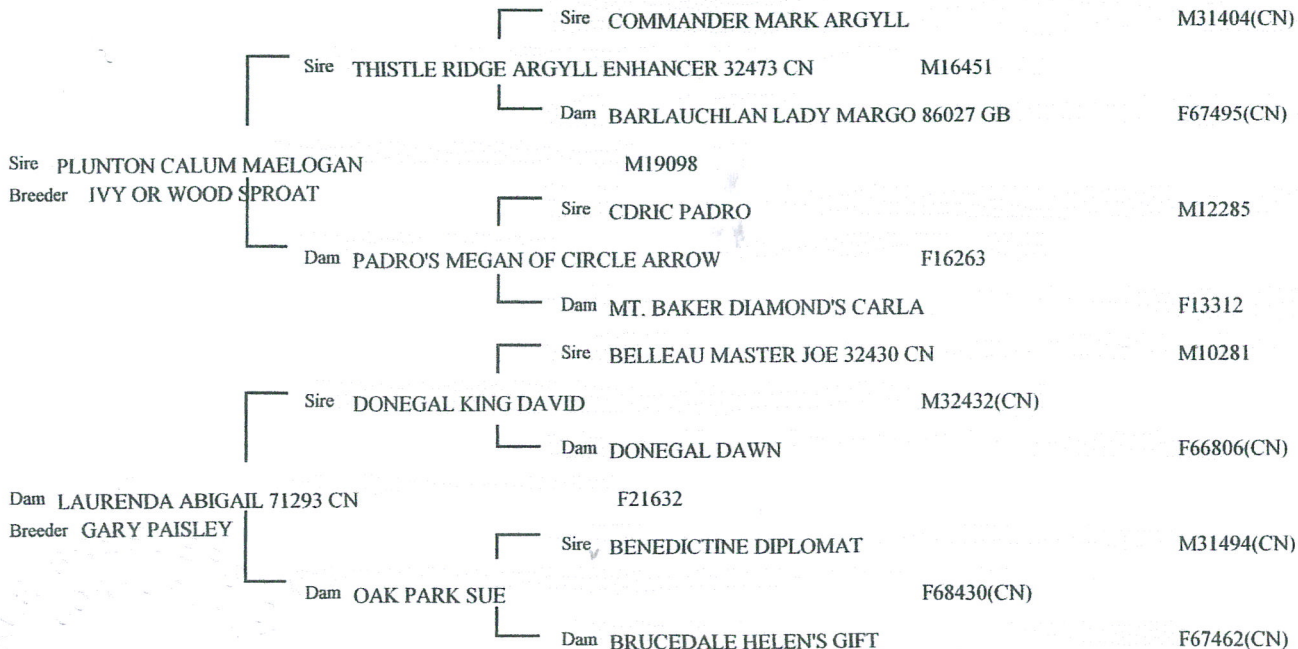 Sire COMMANDER MARK ARGYLL M31404(CN)
Sire THISTLE RIDGE ARGYLL ENHANCER 32473 CN M16451
Dam BARLAUCHLAN LADY MARGO 86027 GB F67495(CN)
Sire PLUNTON CALUM MAELOGAN M19098
Breeder IVY OR WOOD SPROAT
Sire CDRIC PADRO M12285
Dam PADRO'S MEGAN OF CIRCLE ARROW F16263
Dam MT. BAKER DIAMOND'S CARLA F13312
Sire BELLEAU MASTER JOE 32430 CN M10281
Sire DONEGAL KING DAVID M32432(CN)
Dam DONEGAL DAWN F66806(CN)
Dam LAURENDA ABIGAIL 71293 CN F21632
Breeder GARY PAISLEY
Sire BENEDICTINE DIPLOMAT M31494(CN)
Dam OAK PARK SUE F68430(CN)
Dam BRUCEDALE HELEN'S GIFT F67462(CN)